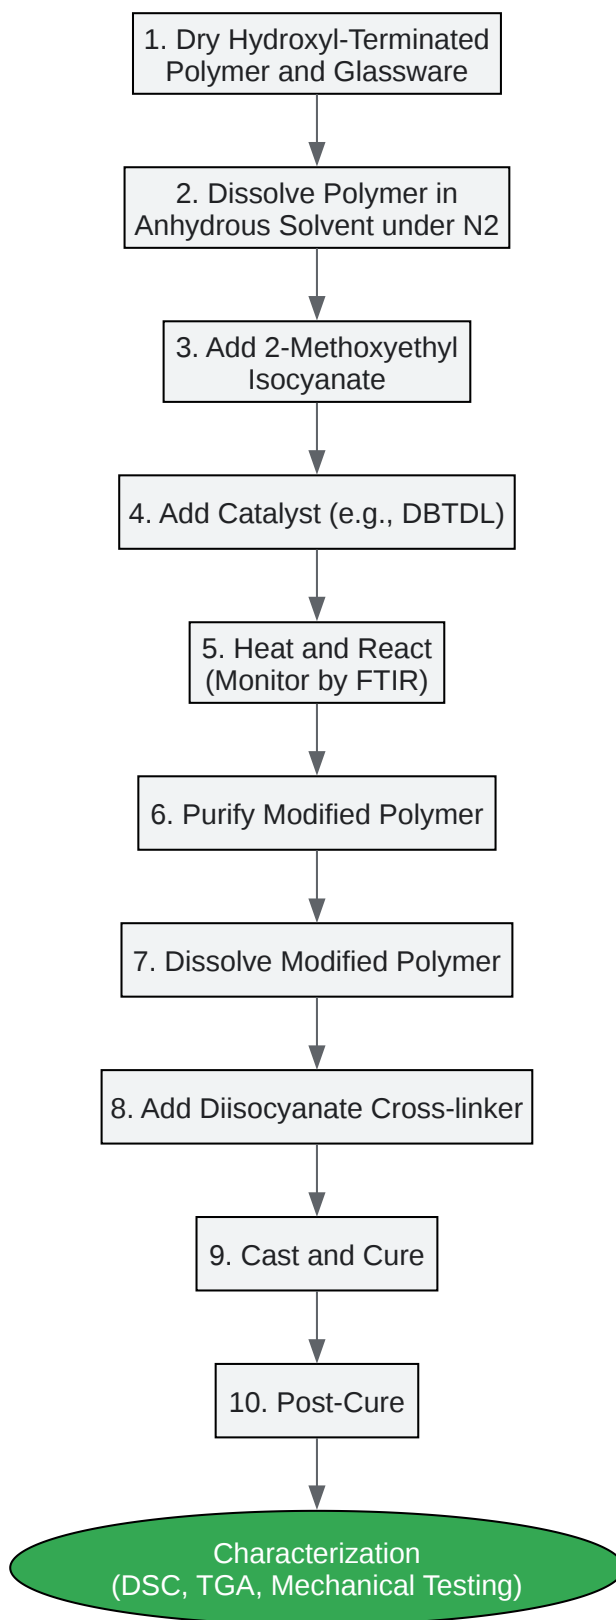 1. Dry Hydroxyl-Terminated
Polymer and Glassware
2. Dissolve Polymer in
Anhydrous Solvent under N2
3. Add 2-Methoxyethyl
Isocyanate
4. Add Catalyst (e.g., DBTDL)
5. Heat and React
(Monitor by FTIR)
6. Purify Modified Polymer
7. Dissolve Modified Polymer
8. Add Diisocyanate Cross-linker
9. Cast and Cure
10. Post-Cure
Characterization
(DSC, TGA, Mechanical Testing)